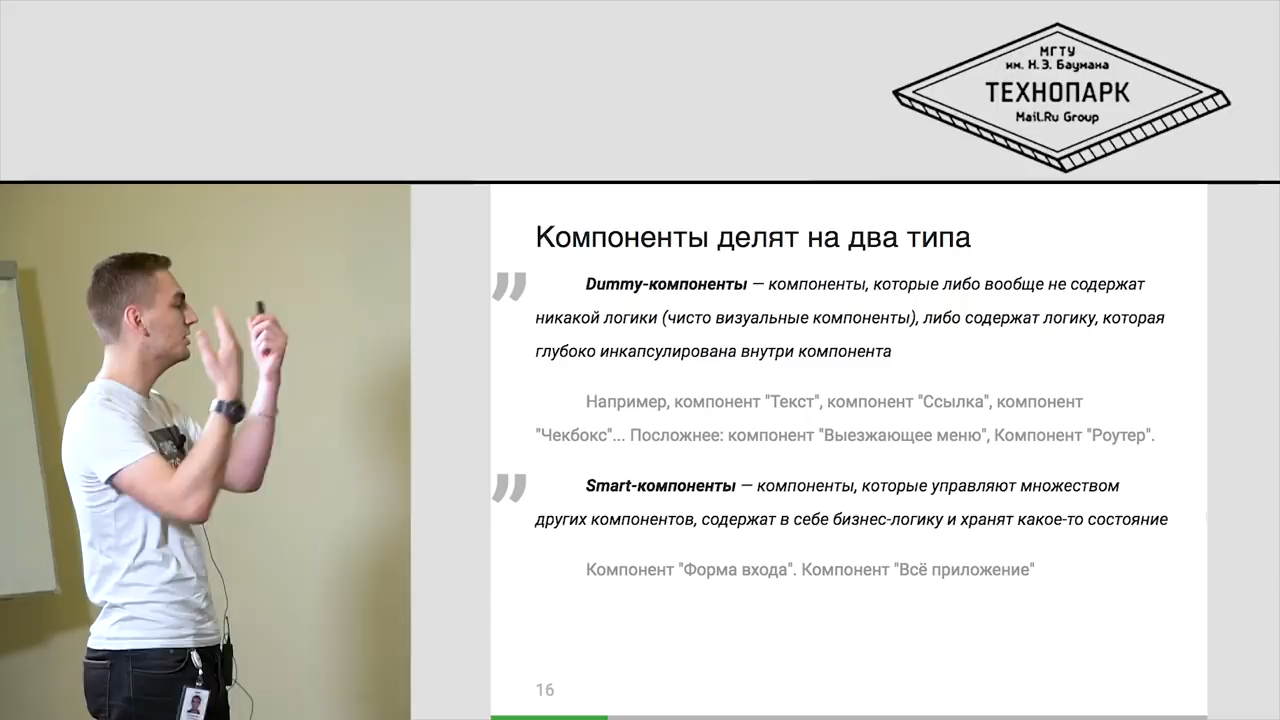 МГТУ
им. Н.Э. Баумана
ТЕХНОПАРК
Mail.Ru Group
Компоненты делят на два типа
Dummy-компоненты — компоненты, которые либо вообще не содержат
никакой логики (чисто визуальные компоненты), либо содержат логику, которая
глубоко инкапсулирована внутри компонента
Например, компонент "Текст", компонент "Ссылка", компонент
"Чекбокс"... Посложнее: компонент "Выезжающее меню", Компонент "Роутер".
Smart-компоненты — компоненты, которые управляют множеством
других компонентов, содержат в себе бизнес-логику и хранят какое-то состояние
Компонент "Форма входа". Компонент "Всё приложение"
16